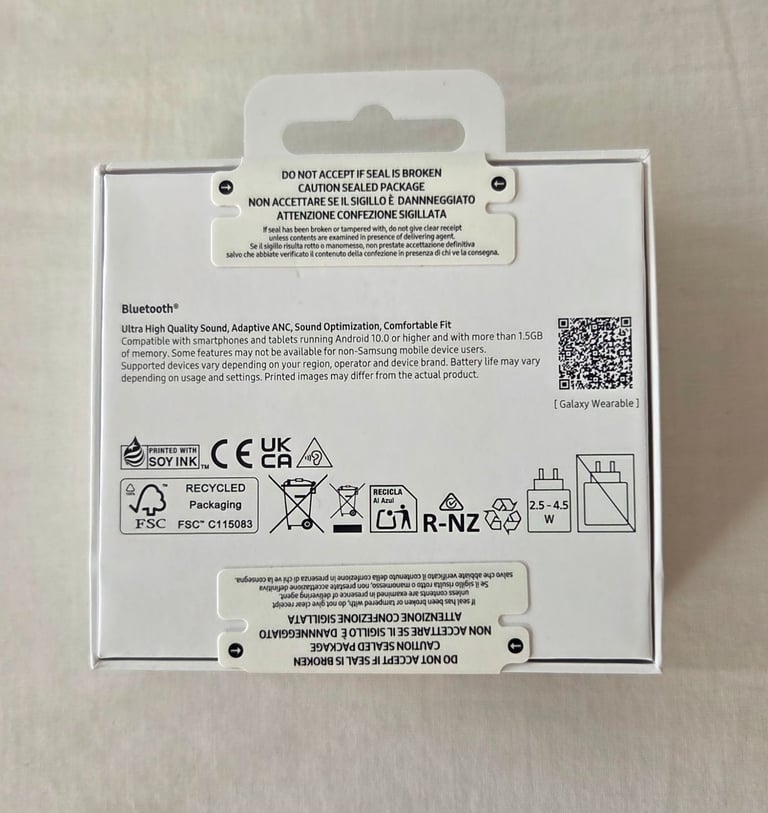 DO NOT ACCEPT IF SEAL IS BROKEN
CAUTION SEALED PACKAGE
NON ACCETTARE SE IL SIGILLO È DANNNEGGIATO
ATTENZIONE CONFEZIONE SIGILLATA
If seal has been broken or tampered with, do not give clear receipt
unless contents are examined in presence of delivering agent.
Se il sigillo risulta rotto o manomesso, non prestate accettazione definitiva
salvo che abbiate verificato il contenuto della confezione in presenza di chi ve la consegna.
Bluetooth®
Ultra High Quality Sound, Adaptive ANC, Sound Optimization, Comfortable Fit
Compatible with smartphones and tablets running Android 10.0 or higher and with more than 1.5GB
of memory. Some features may not be available for non-Samsung mobile device users.
Supported devices vary depending on your region, operator and device brand. Battery life may vary
depending on usage and settings. Printed images may differ from the actual product.
[ Galaxy Wearable ]
PRINTED WITH
SOY INK™
CE
UK
CA
FSC™
RECYCLED
Packaging
FSC™ C115083
RECICLA
Al Azul
R-NZ
2.5 - 4.5
W
DO NOT ACCEPT IF SEAL IS BROKEN
CAUTION SEALED PACKAGE
NON ACCETTARE SE IL SIGILLO È DANNNEGGIATO
ATTENZIONE CONFEZIONE SIGILLATA
If seal has been broken or tampered with, do not give clear receipt
unless contents are examined in presence of delivering agent.
Se il sigillo risulta rotto o manomesso, non prestate accettazione definitiva
salvo che abbiate verificato il contenuto della confezione in presenza di chi ve la consegna.